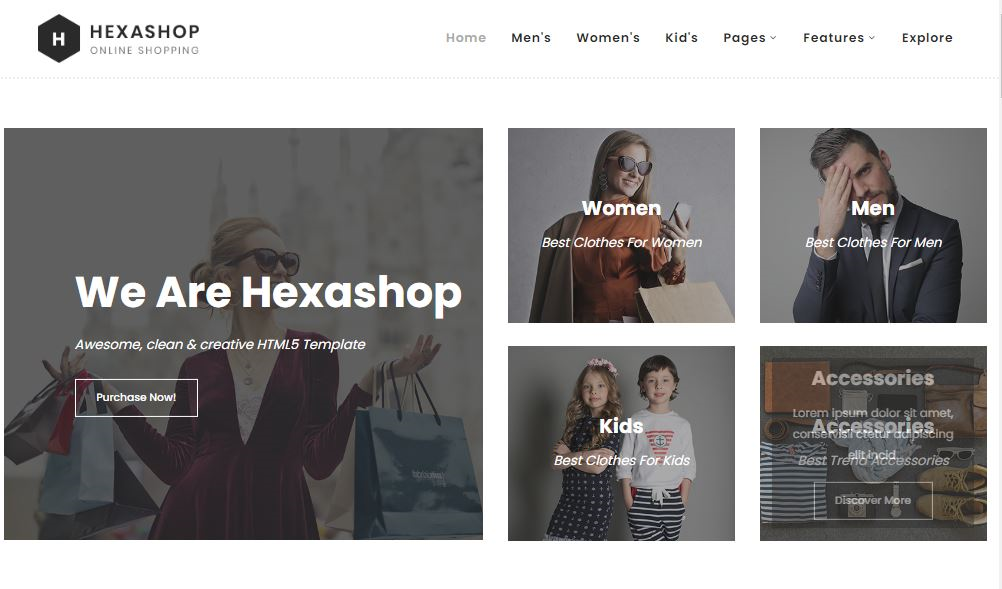 H
HEXASHOP
ONLINE SHOPPING
Home
Men's
Women's
Kid's
Pages
Features
Explore
We Are Hexashop
Awesome, clean & creative HTML5 Template
Purchase Now!
Women
Best Clothes For Women
Men
Best Clothes For Men
Kids
Best Clothes For Kids
Accessories
Lorem ipsum dolor sit amet,
Accessories
conservisii ctetur adipiscing
elit incid.
Best Trend Accessories
Discover More